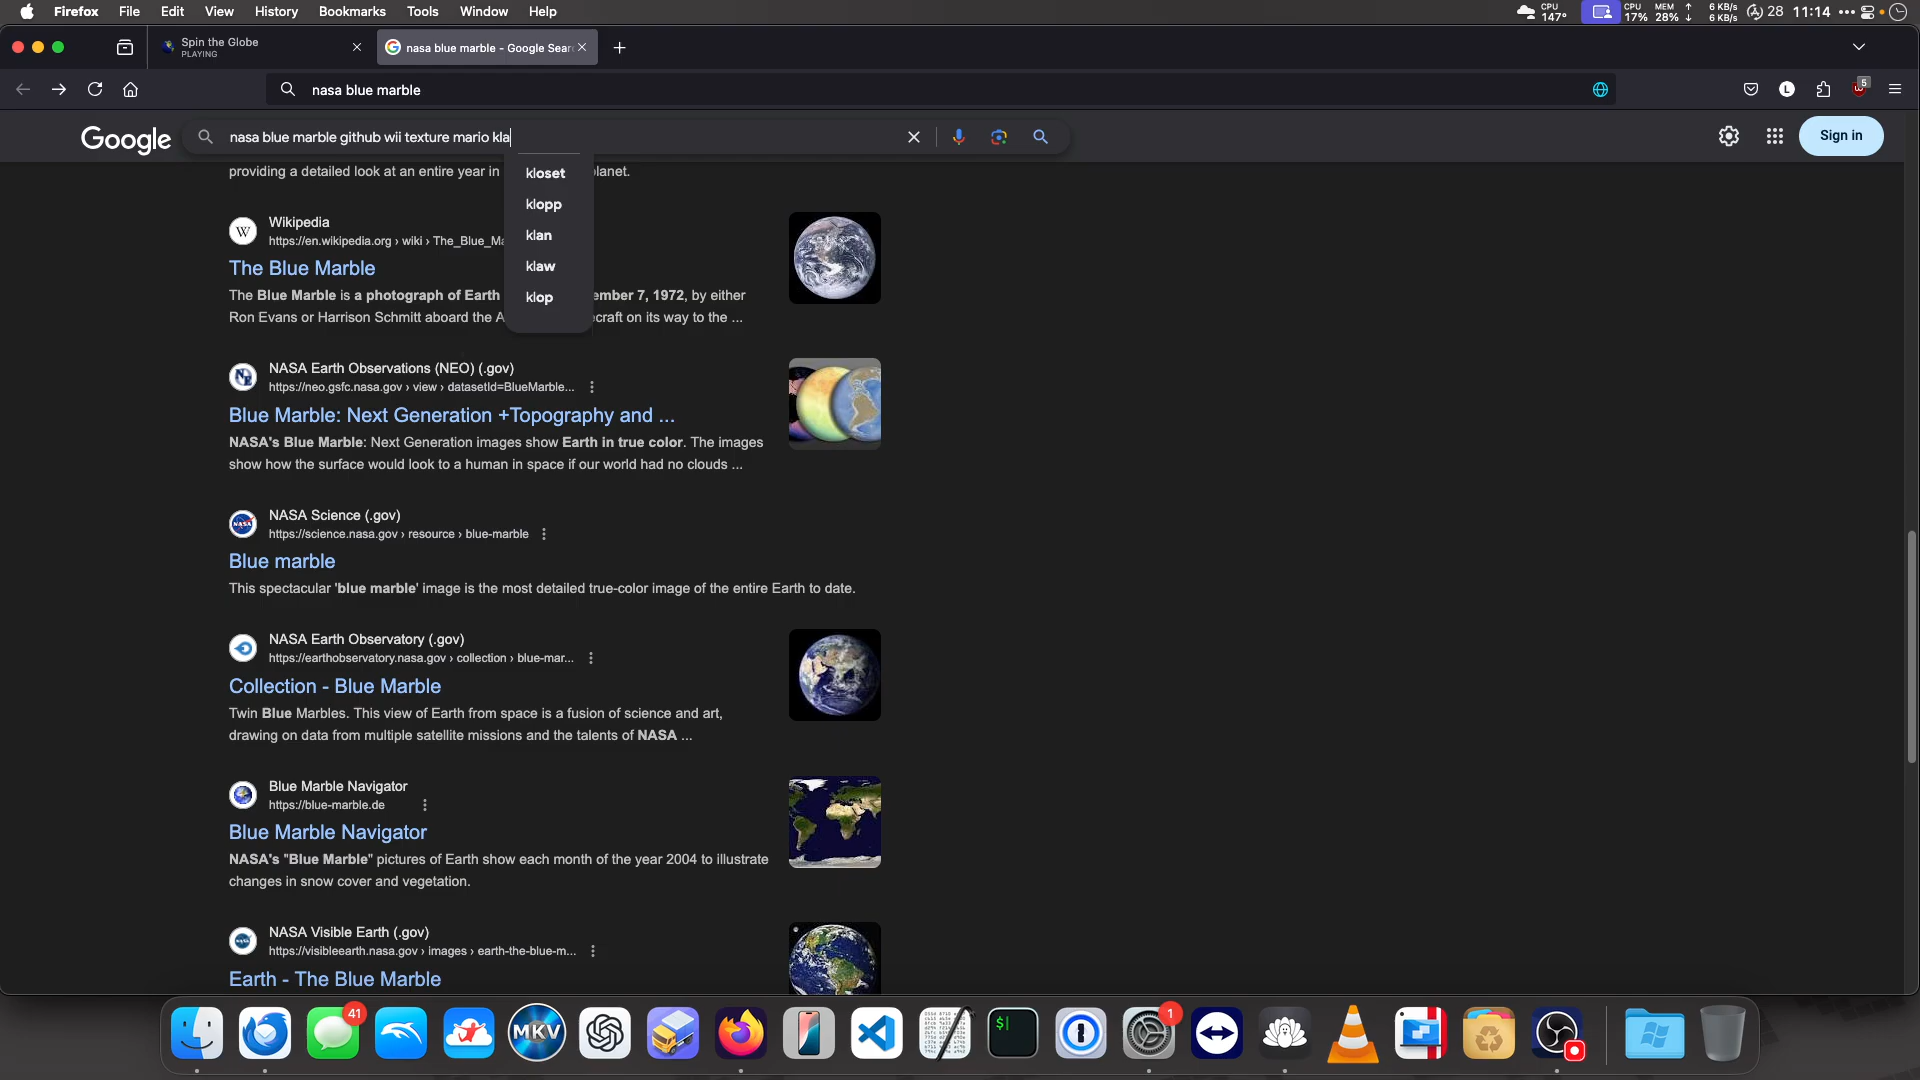 Firefox File Edit View History Bookmarks Tools Window Help
CPU 147° CPU 17% MEM 28% 6 KB/s 6 KB/s 28 11:14
Spin the Globe
PLAYING
nasa blue marble - Google Sear
nasa blue marble
5
Google
nasa blue marble github wii texture mario kla
Sign in
kloset
klopp
klan
klaw
klop
providing a detailed look at an entire year in lanet.
Wikipedia
https://en.wikipedia.org › wiki › The_Blue_Ma
The Blue Marble
The Blue Marble is a photograph of Earth ember 7, 1972, by either
Ron Evans or Harrison Schmitt aboard the A craft on its way to the ...
NASA Earth Observations (NEO) (.gov)
https://neo.gsfc.nasa.gov › view › datasetId=BlueMarble...
Blue Marble: Next Generation +Topography and ...
NASA's Blue Marble: Next Generation images show Earth in true color. The images
show how the surface would look to a human in space if our world had no clouds ...
NASA Science (.gov)
https://science.nasa.gov › resource › blue-marble
Blue marble
This spectacular 'blue marble' image is the most detailed true-color image of the entire Earth to date.
NASA Earth Observatory (.gov)
https://earthobservatory.nasa.gov › collection › blue-mar...
Collection - Blue Marble
Twin Blue Marbles. This view of Earth from space is a fusion of science and art,
drawing on data from multiple satellite missions and the talents of NASA ...
Blue Marble Navigator
https://blue-marble.de
Blue Marble Navigator
NASA's "Blue Marble" pictures of Earth show each month of the year 2004 to illustrate
changes in snow cover and vegetation.
NASA Visible Earth (.gov)
https://visibleearth.nasa.gov › images › earth-the-blue-m...
Earth - The Blue Marble
41
MKV
$
1